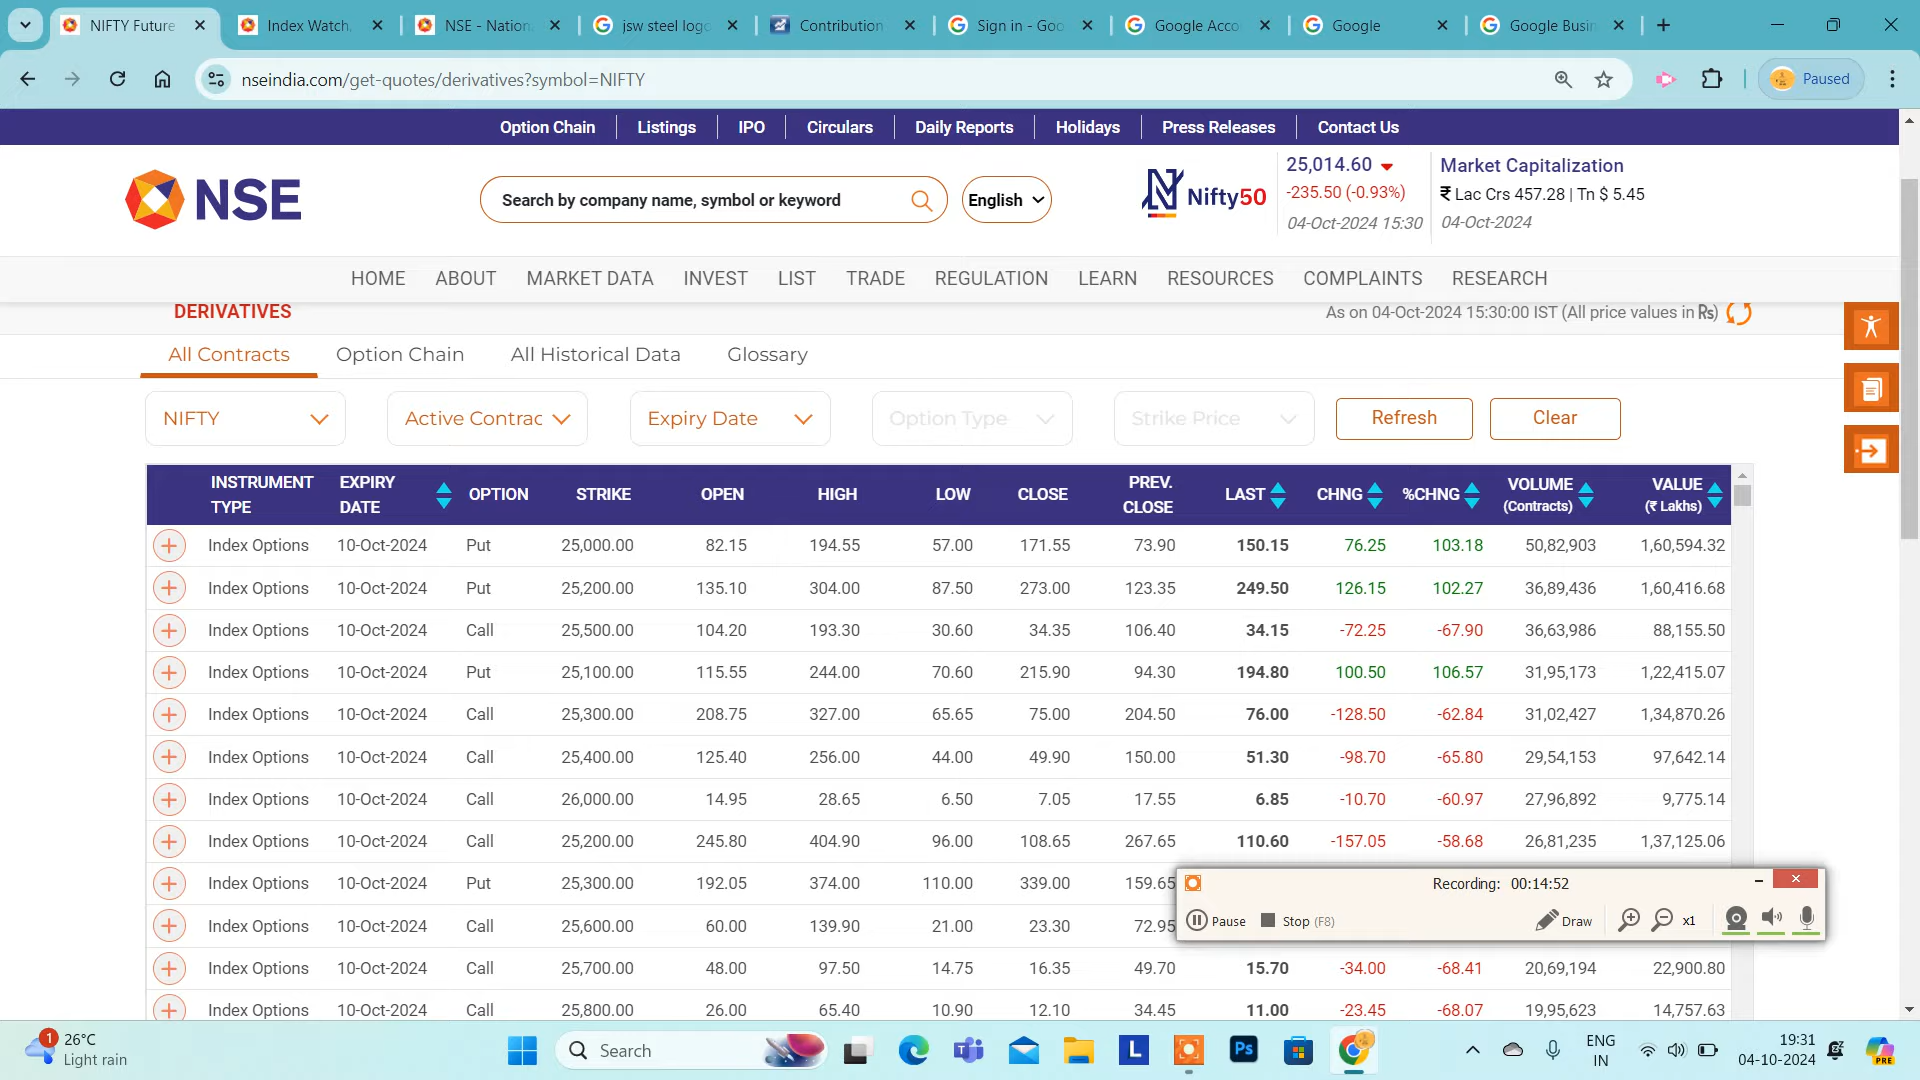 NIFTY Future
Index Watch
NSE - Nation
jsw steel logo
Contribution
Sign in - Goo
Google Acco
Google
Google Busin
nseindia.com/get-quotes/derivatives?symbol=NIFTY
Paused
Option Chain Listings IPO Circulars Daily Reports Holidays Press Releases Contact Us
NSE
Search by company name, symbol or keyword
English
Nifty50
25,014.60
-235.50 (-0.93%)
04-Oct-2024 15:30
Market Capitalization
₹ Lac Crs 457.28 | Tn $ 5.45
04-Oct-2024
HOME ABOUT MARKET DATA INVEST LIST TRADE REGULATION LEARN RESOURCES COMPLAINTS RESEARCH
DERIVATIVES
As on 04-Oct-2024 15:30:00 IST (All price values in Rs)
All Contracts Option Chain All Historical Data Glossary
NIFTY Active Contrac Expiry Date Option Type Strike Price Refresh Clear
INSTRUMENT TYPE EXPIRY DATE OPTION STRIKE OPEN HIGH LOW CLOSE PREV. CLOSE LAST CHNG %CHNG VOLUME (Contracts) VALUE (₹ Lakhs)
Index Options 10-Oct-2024 Put 25,000.00 82.15 194.55 57.00 171.55 73.90 150.15 76.25 103.18 50,82,903 1,60,594.32
Index Options 10-Oct-2024 Put 25,200.00 135.10 304.00 87.50 273.00 123.35 249.50 126.15 102.27 36,89,436 1,60,416.68
Index Options 10-Oct-2024 Call 25,500.00 104.20 193.30 30.60 34.35 106.40 34.15 -72.25 -67.90 36,63,986 88,155.50
Index Options 10-Oct-2024 Put 25,100.00 115.55 244.00 70.60 215.90 94.30 194.80 100.50 106.57 31,95,173 1,22,415.07
Index Options 10-Oct-2024 Call 25,300.00 208.75 327.00 65.65 75.00 204.50 76.00 -128.50 -62.84 31,02,427 1,34,870.26
Index Options 10-Oct-2024 Call 25,400.00 125.40 256.00 44.00 49.90 150.00 51.30 -98.70 -65.80 29,54,153 97,642.14
Index Options 10-Oct-2024 Call 26,000.00 14.95 28.65 6.50 7.05 17.55 6.85 -10.70 -60.97 27,96,892 9,775.14
Index Options 10-Oct-2024 Call 25,200.00 245.80 404.90 96.00 108.65 267.65 110.60 -157.05 -58.68 26,81,235 1,37,125.06
Index Options 10-Oct-2024 Put 25,300.00 192.05 374.00 110.00 339.00 159.65
Index Options 10-Oct-2024 Call 25,600.00 60.00 139.90 21.00 23.30 72.95
Index Options 10-Oct-2024 Call 25,700.00 48.00 97.50 14.75 16.35 49.70 15.70 -34.00 -68.41 20,69,194 22,900.80
Index Options 10-Oct-2024 Call 25,800.00 26.00 65.40 10.90 12.10 34.45 11.00 -23.45 -68.07 19,95,623 14,757.63
Recording: 00:14:52
Pause Stop (F8) Draw x1
1
26°C
Light rain
Search
L
Ps
ENG
IN
19:31
04-10-2024
PRE